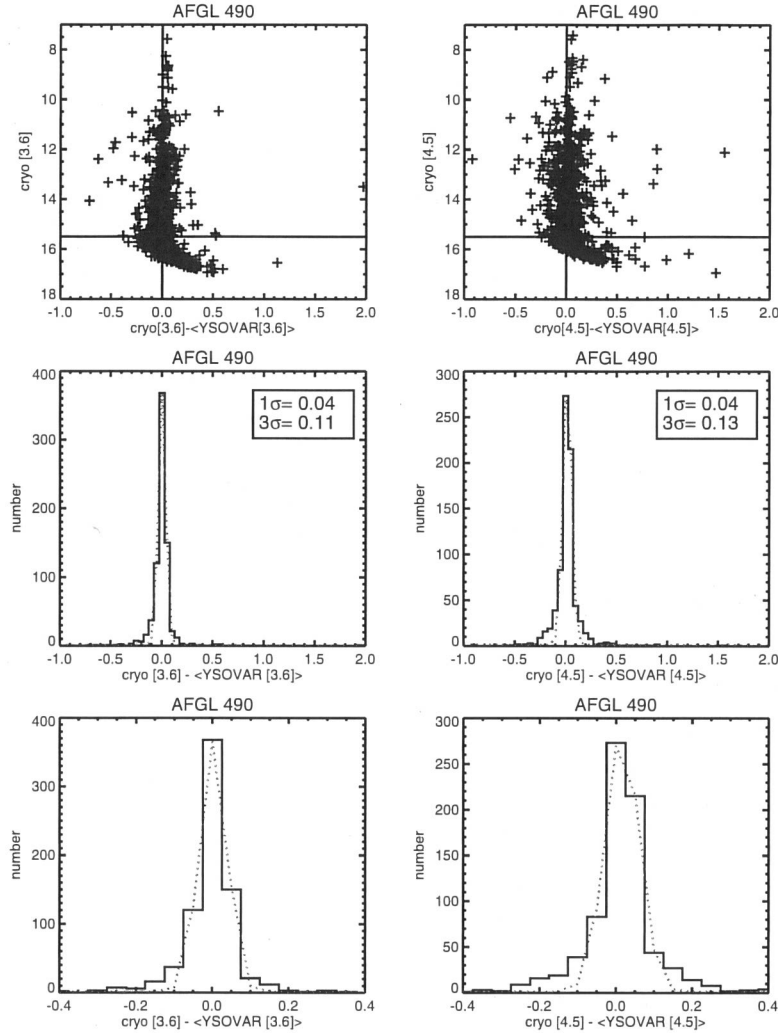 AFGL 490
AFGL 490
7
8
10
12
14
16
18
cryo [3.6]
-1.0 -0.5 0.0 0.5 1.0 1.5 2.0
cryo[3.6]-<YSOVAR[3.6]>
8
10
12
14
16
18
cryo [4.5]
-1.0 -0.5 0.0 0.5 1.0 1.5 2.0
cryo[4.5]-<YSOVAR[4.5]>
AFGL 490
AFGL 490
400
300
200
100
0
number
1σ= 0.04
3σ= 0.11
-1.0 -0.5 0.0 0.5 1.0 1.5 2.0
cryo [3.6] - <YSOVAR [3.6]>
300
250
200
150
100
50
0
number
1σ= 0.04
3σ= 0.13
-1.0 -0.5 0.0 0.5 1.0 1.5 2.0
cryo [4.5] - <YSOVAR [4.5]>
AFGL 490
AFGL 490
400
300
200
100
0
number
-0.4 -0.2 0.0 0.2 0.4
cryo [3.6] - <YSOVAR [3.6]>
300
250
200
150
100
50
0
number
-0.4 -0.2 0.0 0.2 0.4
cryo [4.5] - <YSOVAR [4.5]>